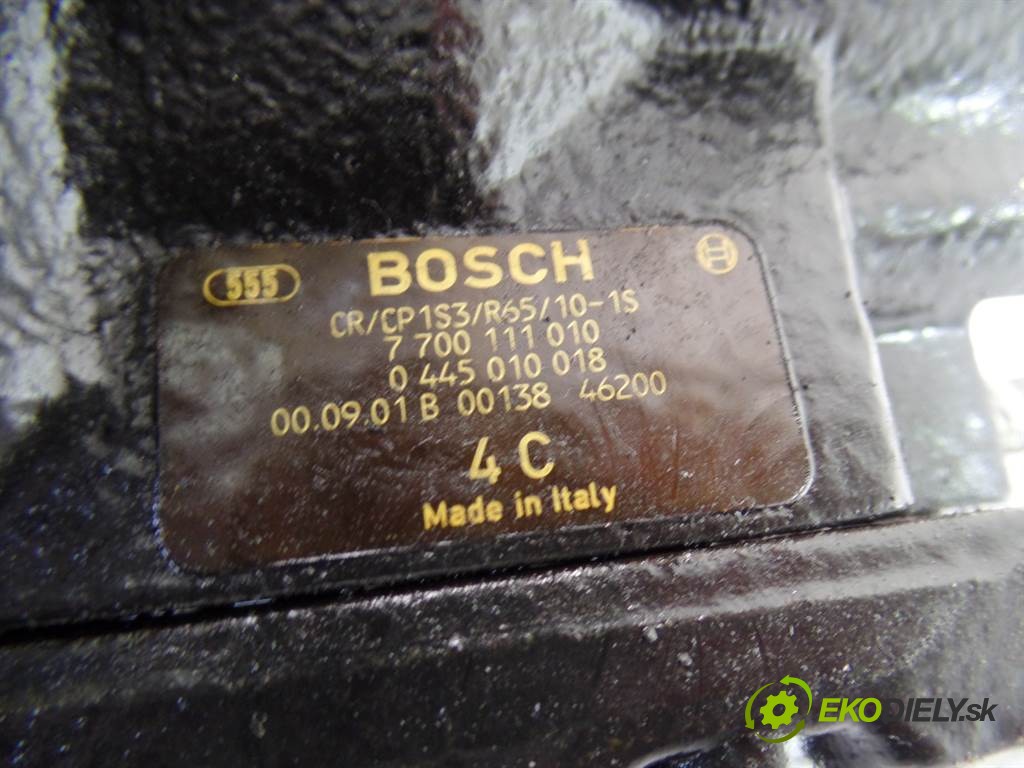 555 BOSCH
CR/CP1S3/R65/10-1S
7 700 111 010
0 445 010 018
00.09.01 B 00138 46200
4 C
Made in Italy
EKODIELY.sk